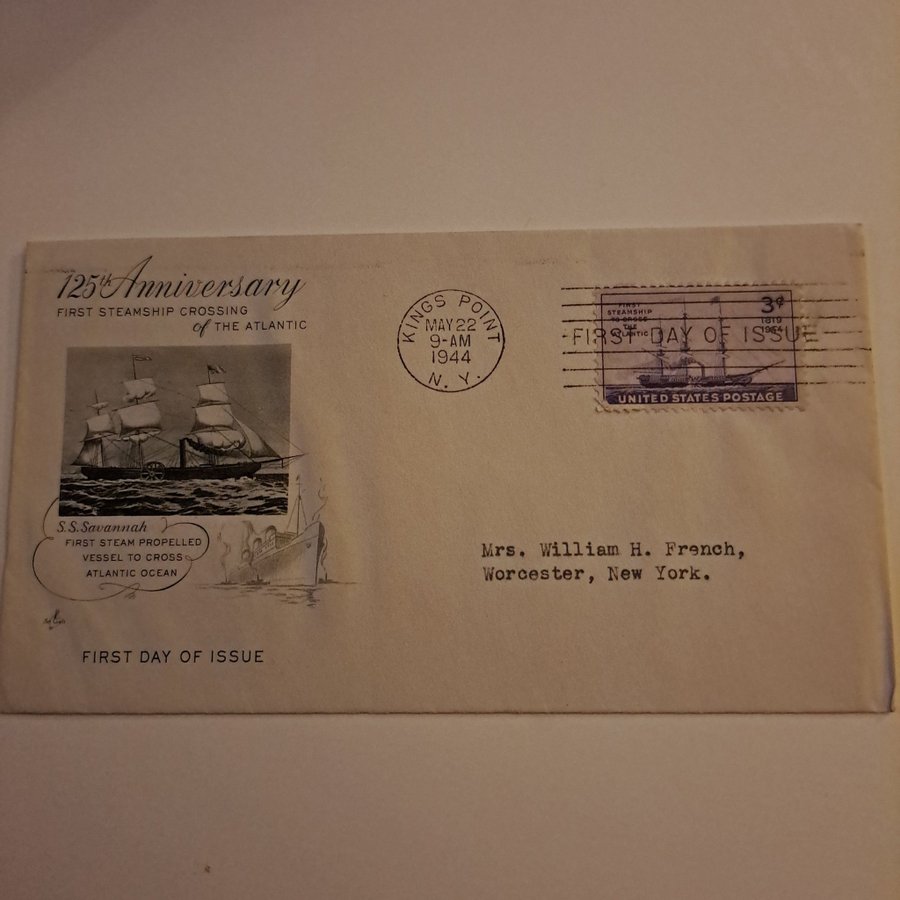 125th Anniversary
FIRST STEAMSHIP CROSSING
of THE ATLANTIC
S.S. Savannah
FIRST STEAM PROPELLED
VESSEL TO CROSS
ATLANTIC OCEAN
FIRST DAY OF ISSUE
KINGS POINT
MAY 22
9-AM
1944
N. Y.
FIRST DAY OF ISSUE
FIRST
STEAMSHIP
TO CROSS
THE
ATLANTIC
3¢
1819
1944
UNITED STATES POSTAGE
Mrs. William H. French,
Worcester, New York.